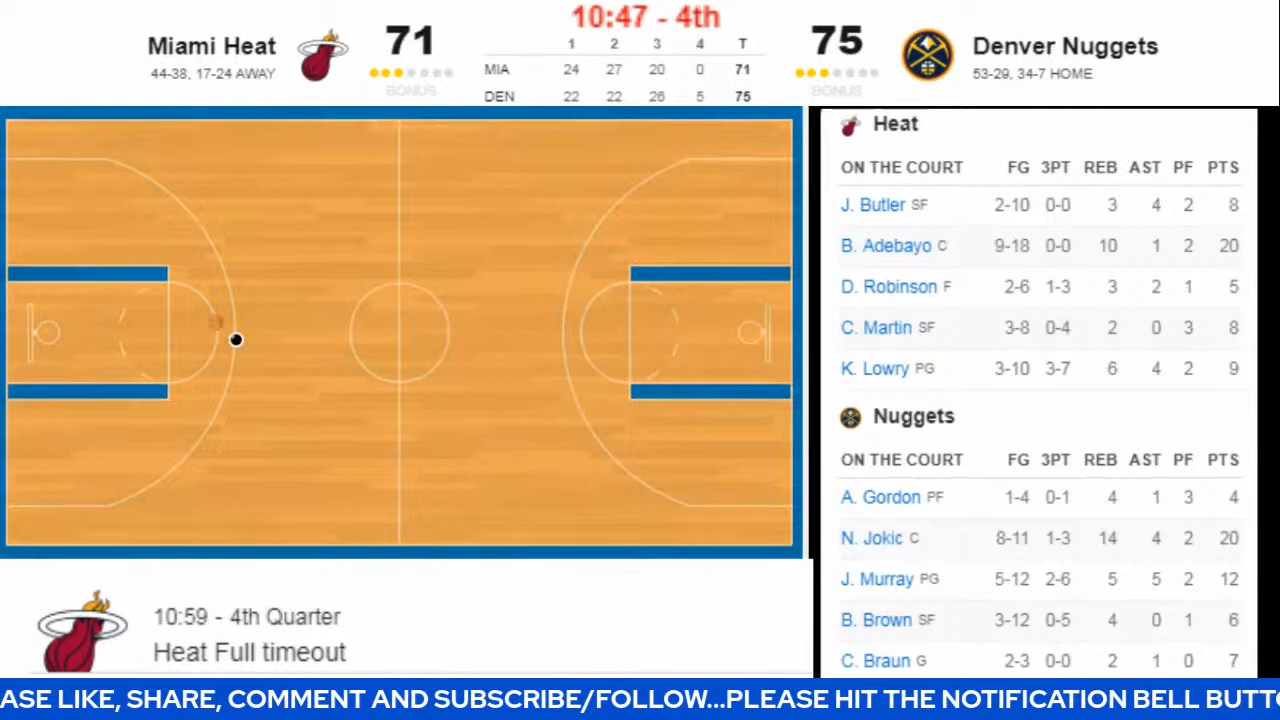 10:47 - 4th
Miami Heat
44-38, 17-24 AWAY
71
BONUS
1 2 3 4 T
MIA 24 27 20 0 71
DEN 22 22 26 5 75
75
BONUS
Denver Nuggets
53-29, 34-7 HOME
Heat
ON THE COURT FG 3PT REB AST PF PTS
J. Butler SF 2-10 0-0 3 4 2 8
B. Adebayo C 9-18 0-0 10 1 2 20
D. Robinson F 2-6 1-3 3 2 1 5
C. Martin SF 3-8 0-4 2 0 3 8
K. Lowry PG 3-10 3-7 6 4 2 9
Nuggets
ON THE COURT FG 3PT REB AST PF PTS
A. Gordon PF 1-4 0-1 4 1 3 4
N. Jokic C 8-11 1-3 14 4 2 20
J. Murray PG 5-12 2-6 5 5 2 12
B. Brown SF 3-12 0-5 4 0 1 6
C. Braun G 2-3 0-0 2 1 0 7
10:59 - 4th Quarter
Heat Full timeout
ASE LIKE, SHARE, COMMENT AND SUBSCRIBE/FOLLOW...PLEASE HIT THE NOTIFICATION BELL BUTTO